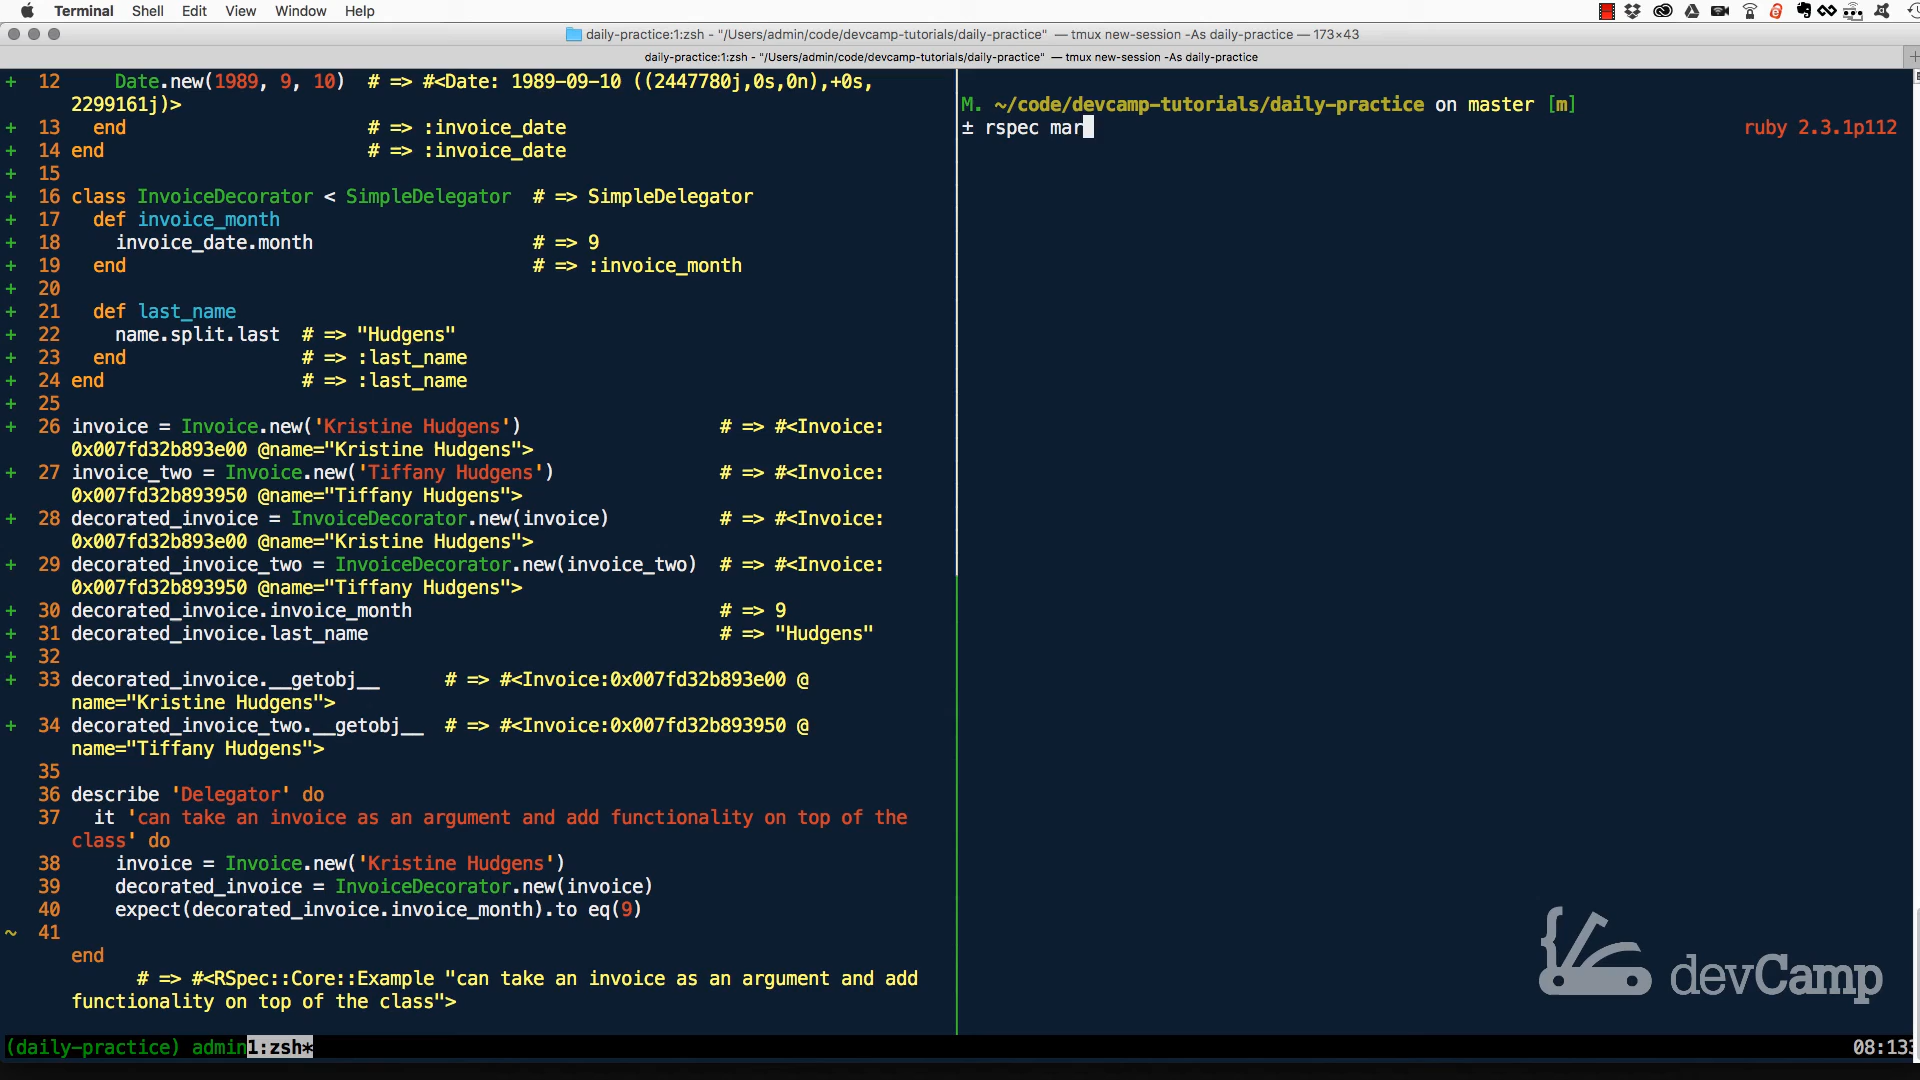 Terminal Shell Edit View Window Help
daily-practice:1:zsh - "/Users/admin/code/devcamp-tutorials/daily-practice" — tmux new-session -As daily-practice — 173×43
daily-practice:1:zsh - "/Users/admin/code/devcamp-tutorials/daily-practice" — tmux new-session -As daily-practice
+ 12 Date.new(1989, 9, 10) # => #<Date: 1989-09-10 ((2447780j,0s,0n),+0s,
2299161j)>
+ 13 end # => :invoice_date
+ 14 end # => :invoice_date
+ 15
+ 16 class InvoiceDecorator < SimpleDelegator # => SimpleDelegator
+ 17 def invoice_month
+ 18 invoice_date.month # => 9
+ 19 end # => :invoice_month
+ 20
+ 21 def last_name
+ 22 name.split.last # => "Hudgens"
+ 23 end # => :last_name
+ 24 end # => :last_name
+ 25
+ 26 invoice = Invoice.new('Kristine Hudgens') # => #<Invoice:
0x007fd32b893e00 @name="Kristine Hudgens">
+ 27 invoice_two = Invoice.new('Tiffany Hudgens') # => #<Invoice:
0x007fd32b893950 @name="Tiffany Hudgens">
+ 28 decorated_invoice = InvoiceDecorator.new(invoice) # => #<Invoice:
0x007fd32b893e00 @name="Kristine Hudgens">
+ 29 decorated_invoice_two = InvoiceDecorator.new(invoice_two) # => #<Invoice:
0x007fd32b893950 @name="Tiffany Hudgens">
+ 30 decorated_invoice.invoice_month # => 9
+ 31 decorated_invoice.last_name # => "Hudgens"
+ 32
+ 33 decorated_invoice.__getobj__ # => #<Invoice:0x007fd32b893e00 @
name="Kristine Hudgens">
+ 34 decorated_invoice_two.__getobj__ # => #<Invoice:0x007fd32b893950 @
name="Tiffany Hudgens">
35
36 describe 'Delegator' do
37 it 'can take an invoice as an argument and add functionality on top of the
class' do
38 invoice = Invoice.new('Kristine Hudgens')
39 decorated_invoice = InvoiceDecorator.new(invoice)
40 expect(decorated_invoice.invoice_month).to eq(9)
~ 41
end
# => #<RSpec::Core::Example "can take an invoice as an argument and add
functionality on top of the class">
M. ~/code/devcamp-tutorials/daily-practice on master [m]
± rspec mar ruby 2.3.1p112
devCamp
(daily-practice) admin1:zsh* 08:133